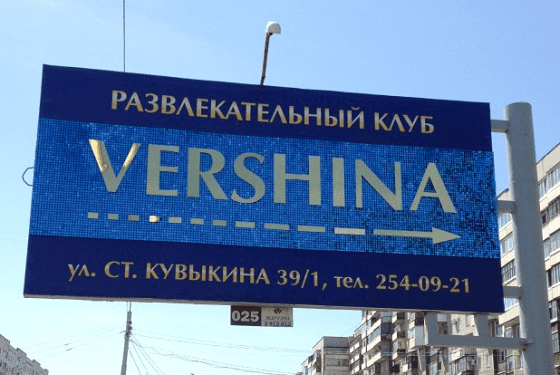 РАЗВЛЕКАТЕЛЬНЫЙ КЛУБ
VERSHINA
ул. СТ. КУВЫКИНА 39/1, тел. 254-09-21
025